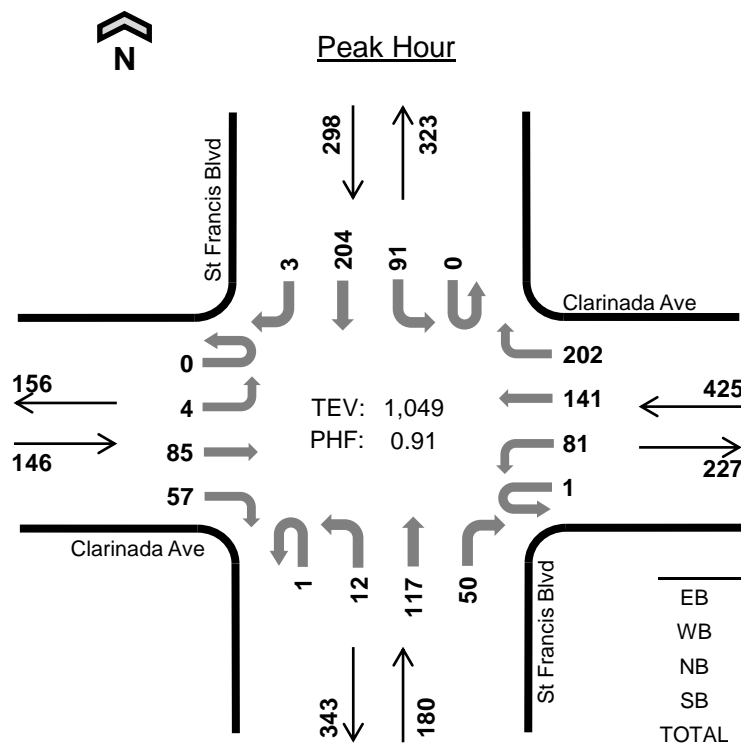 Peak Hour
N
298
323
St Francis Blvd
3
204
91
0
Clarinada Ave
0
202
156
4
TEV: 1,049
141
425
146
85
PHF: 0.91
81
227
57
1
Clarinada Ave
1
12
117
50
St Francis Blvd
343
180
EB
WB
NB
SB
TOTAL